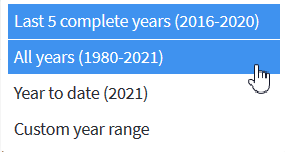 Last 5 complete years (2016-2020)
All years (1980-2021)
Year to date (2021)
Custom year range